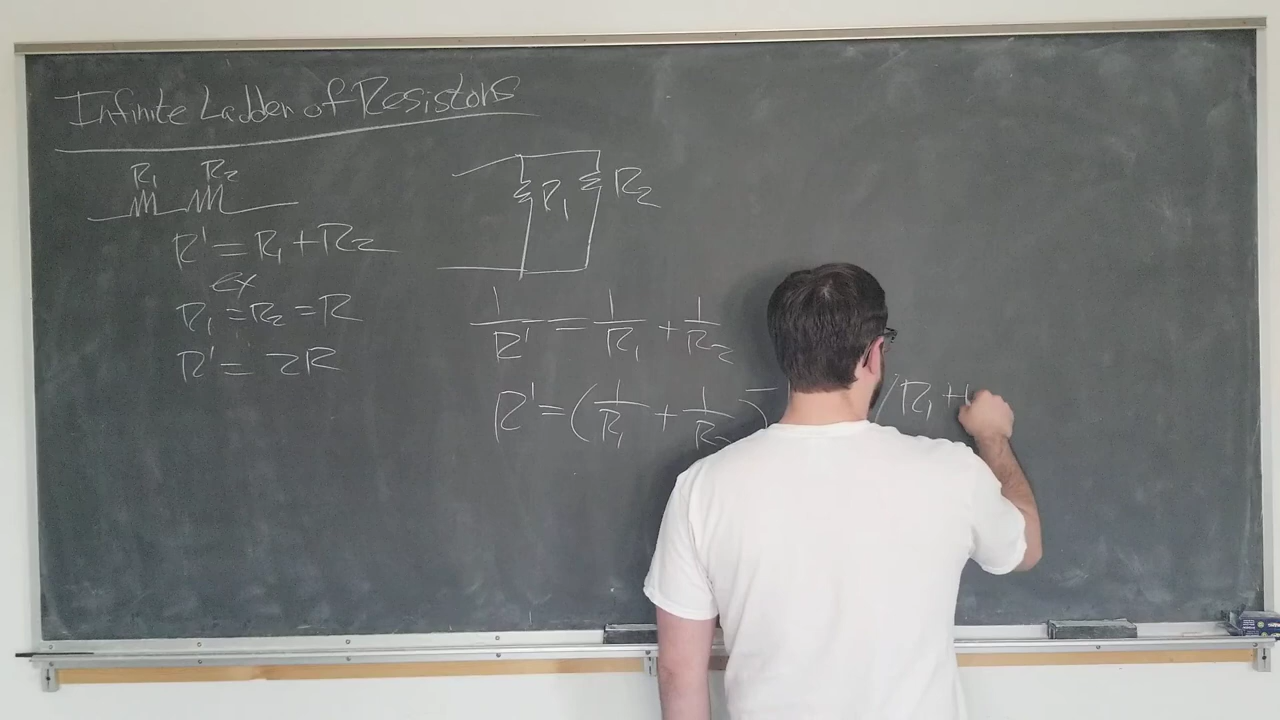 Infinite Ladder of Resistors
R₁ R₂
R' = R₁ + R₂
ex
R₁ = R₂ = R
R' = 2R
R₁ R₂
1/R' = 1/R₁ + 1/R₂
R' = (1/R₁ + 1/R₂)⁻ /R₁ +